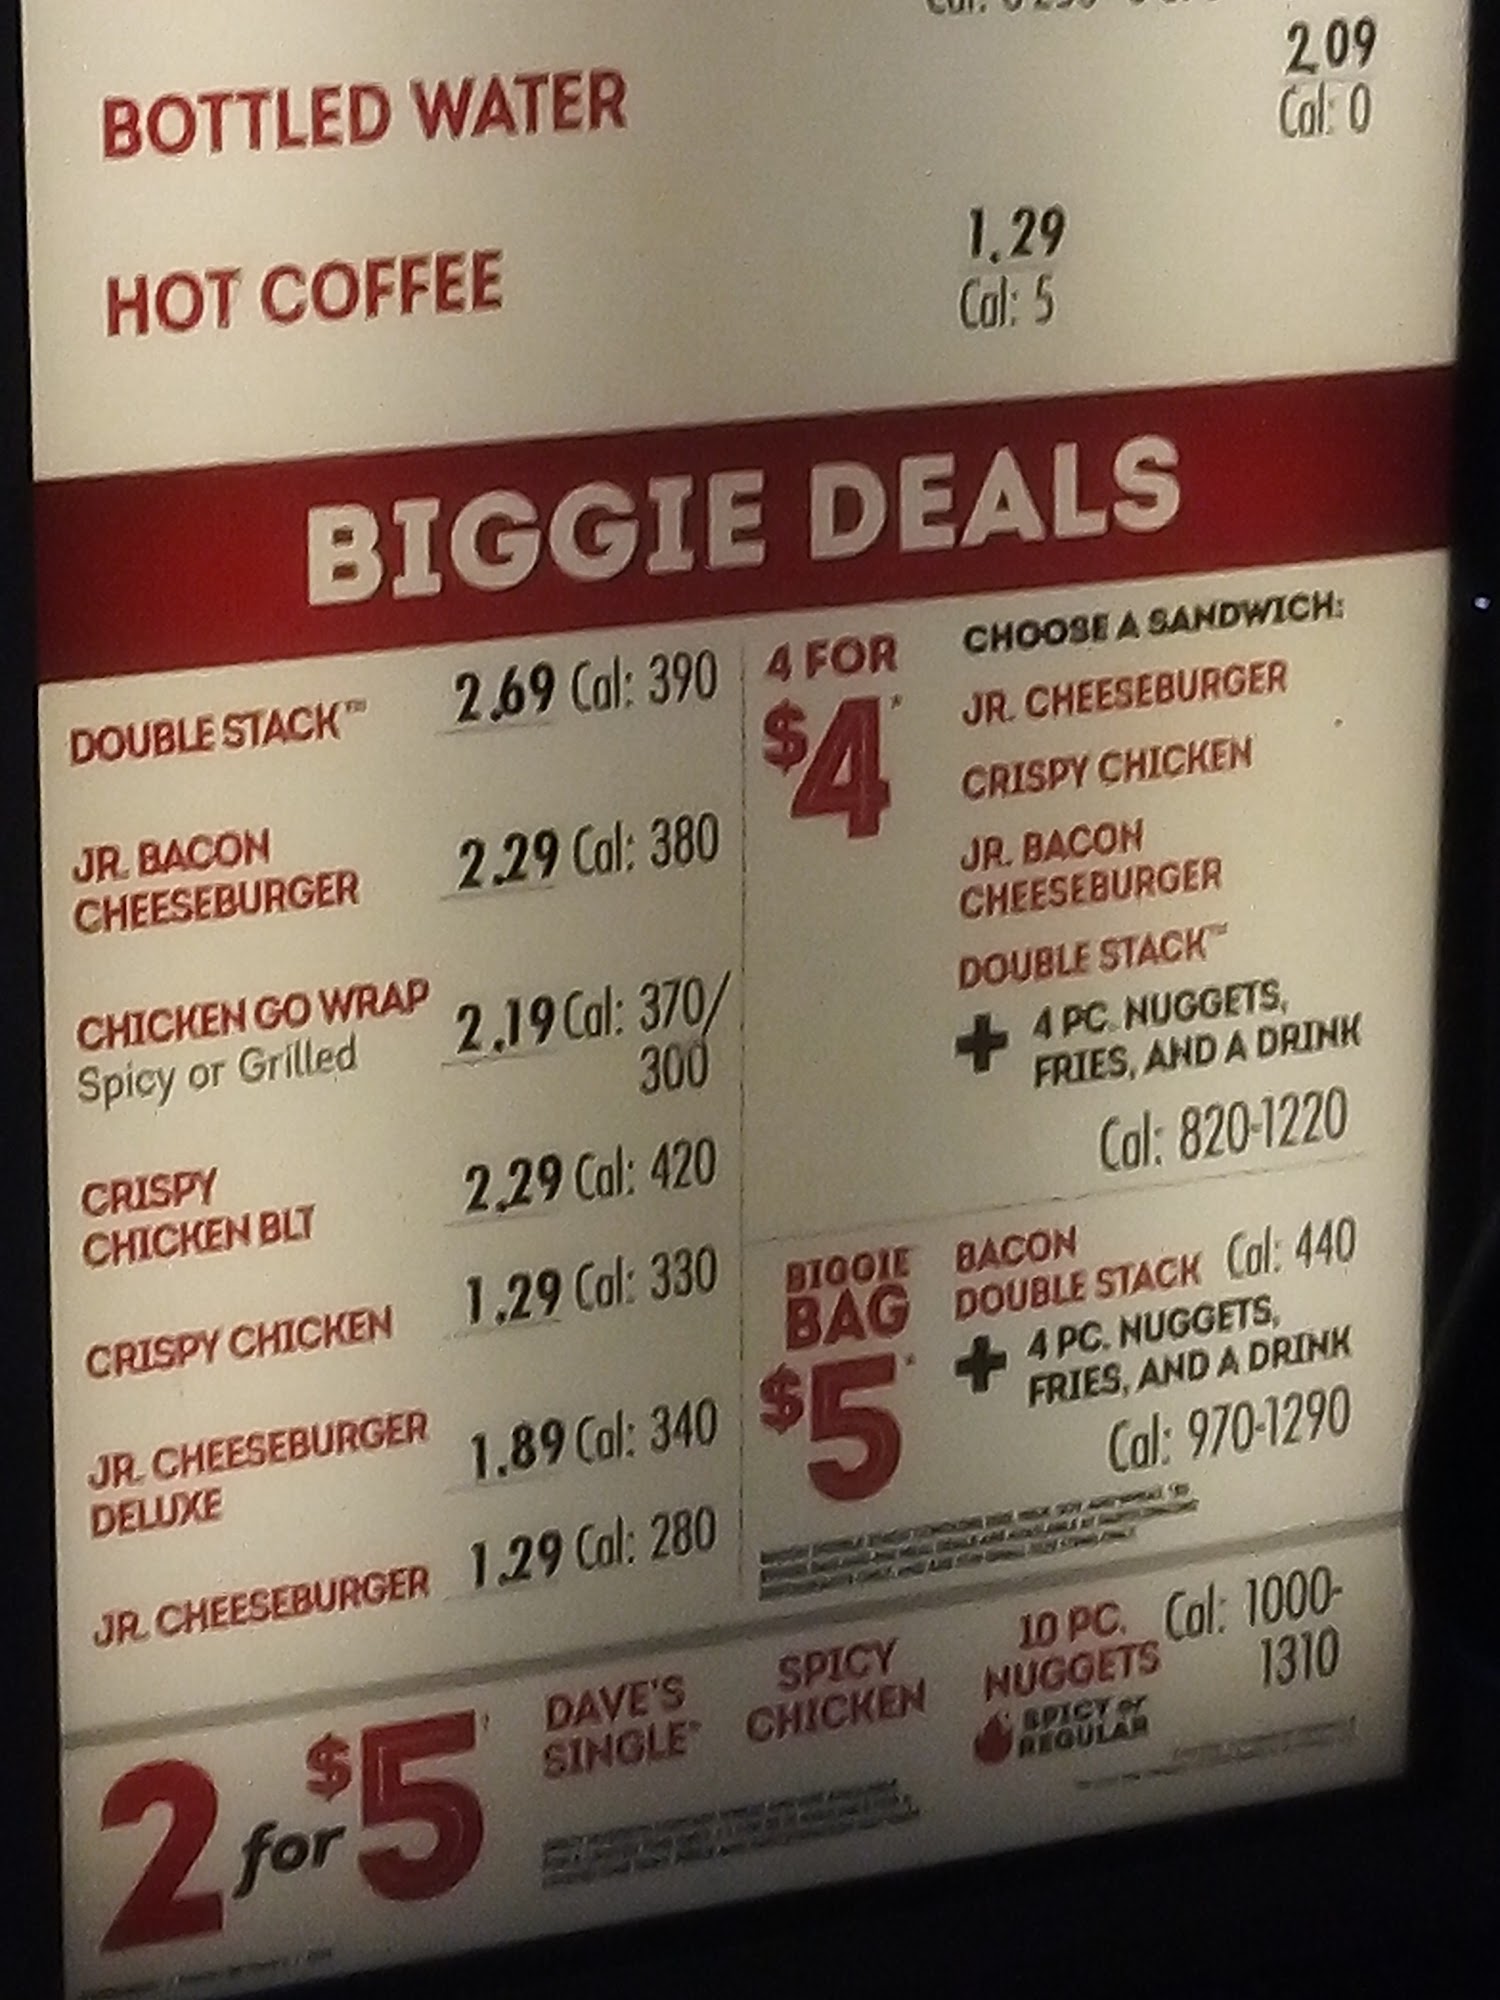 2.09
BOTTLED WATER
Cal: 0
1.29
HOT COFFEE
Cal: 5
BIGGIE DEALS
DOUBLE STACK™ 2.69 Cal: 390
JR. BACON
CHEESEBURGER
2.29 Cal: 380
CHICKEN GO WRAP
Spicy or Grilled
2.19 Cal: 370/
300
CRISPY
CHICKEN BLT
2.29 Cal: 420
CRISPY CHICKEN 1.29 Cal: 330
JR. CHEESEBURGER
DELUXE
1.89 Cal: 340
JR. CHEESEBURGER 1.29 Cal: 280
4 FOR
$4*
CHOOSE A SANDWICH:
JR. CHEESEBURGER
CRISPY CHICKEN
JR. BACON
CHEESEBURGER
DOUBLE STACK™
+ 4 PC. NUGGETS,
FRIES, AND A DRINK
Cal: 820-1220
BIGGIE
BAG
$5*
BACON
DOUBLE STACK Cal: 440
+ 4 PC. NUGGETS,
FRIES, AND A DRINK
Cal: 970-1290
2 for $5
DAVE'S
SINGLE
SPICY
CHICKEN
10 PC.
NUGGETS
SPICY or
REGULAR
Cal: 1000-
1310